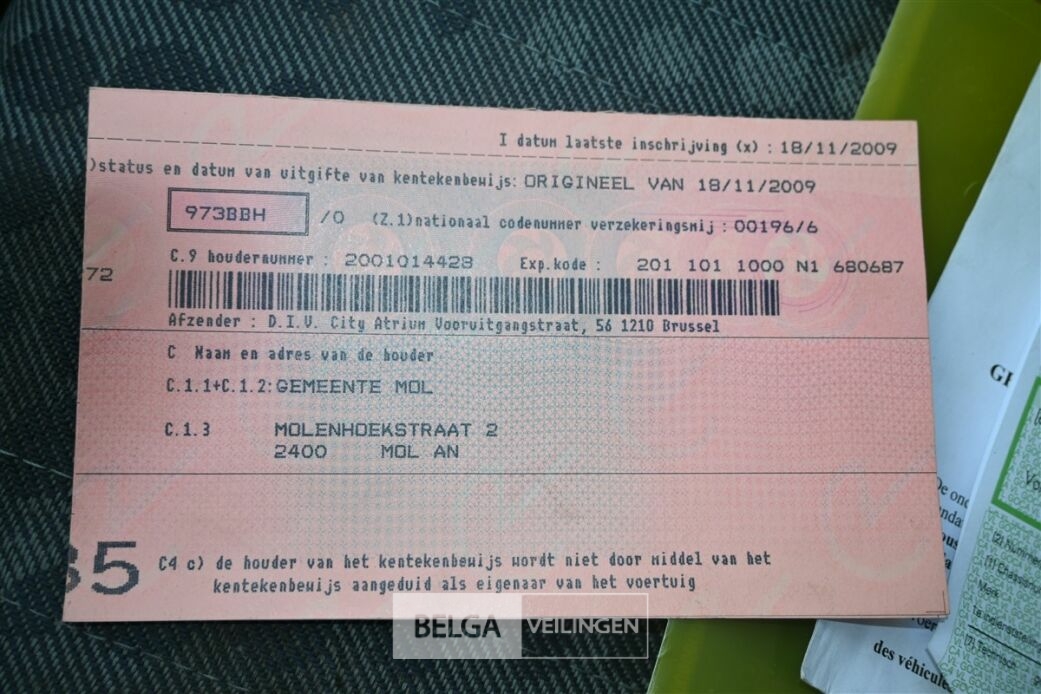 I datum laatste inschrijving (x) : 18/11/2009
)status en datum van uitgifte van kentekenbewijs: ORIGINEEL VAN 18/11/2009
973BBH /0 (Z.1)nationaal codenummer verzekeringsmij : 00196/6
C.9 houdernummer : 2001014428 Exp.kode : 201 101 1000 N1 680687
72
Afzender : D.I.V. City Atrium Vooruitgangstraat, 56 1210 Brussel
C Naam en adres van de houder
C.1.1+C.1.2: GEMEENTE MOL
C.1.3 MOLENHOEKSTRAAT 2
2400 MOL AN
35
C4 c) de houder van het kentekenbewijs wordt niet door middel van het
kentekenbewijs aangeduid als eigenaar van het voertuig
BELGA VEILINGEN
De
Merk
des véhicule